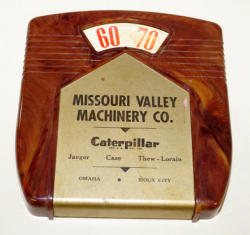 60 70
MISSOURI VALLEY
MACHINERY CO.
Caterpillar
Jaeger Case Thew-Lorain
OMAHA • SIOUX CITY